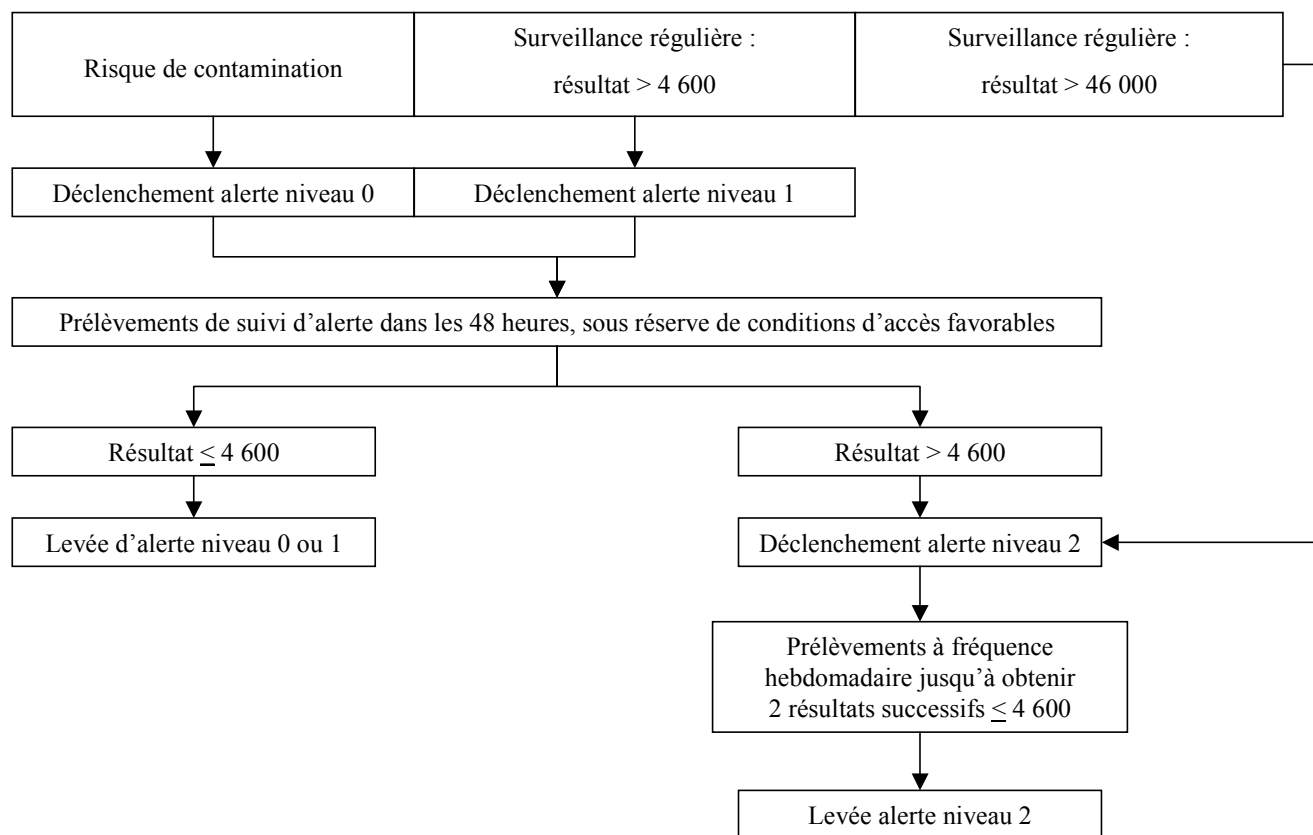 Risque de contamination
Surveillance régulière :
résultat > 4 600
Surveillance régulière :
résultat > 46 000
Déclenchement alerte niveau 0
Déclenchement alerte niveau 1
Prélèvements de suivi d’alerte dans les 48 heures, sous réserve de conditions d’accès favorables
Résultat ≤ 4 600
Résultat > 4 600
Levée d’alerte niveau 0 ou 1
Déclenchement alerte niveau 2
Prélèvements à fréquence
hebdomadaire jusqu’à obtenir
2 résultats successifs ≤ 4 600
Levée alerte niveau 2